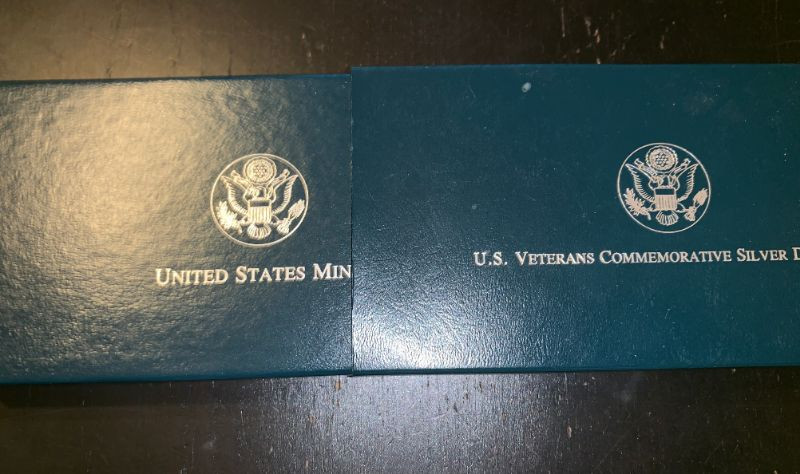 UNITED STATES MIN
U.S. VETERANS COMMEMORATIVE SILVER D